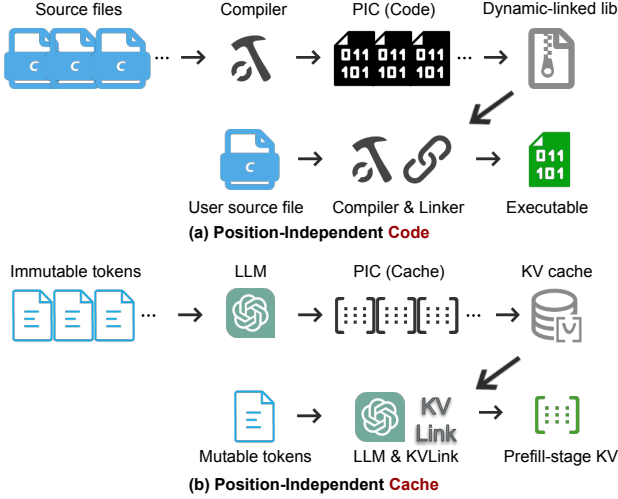 Source files Compiler PIC (Code) Dynamic-linked lib
C C C ... 011 101 011 101 011 101 ...
C 011 101
User source file Compiler & Linker Executable
(a) Position-Independent Code
Immutable tokens LLM PIC (Cache) KV cache
... ...
KV
Link
Mutable tokens LLM & KVLink Prefill-stage KV
(b) Position-Independent Cache